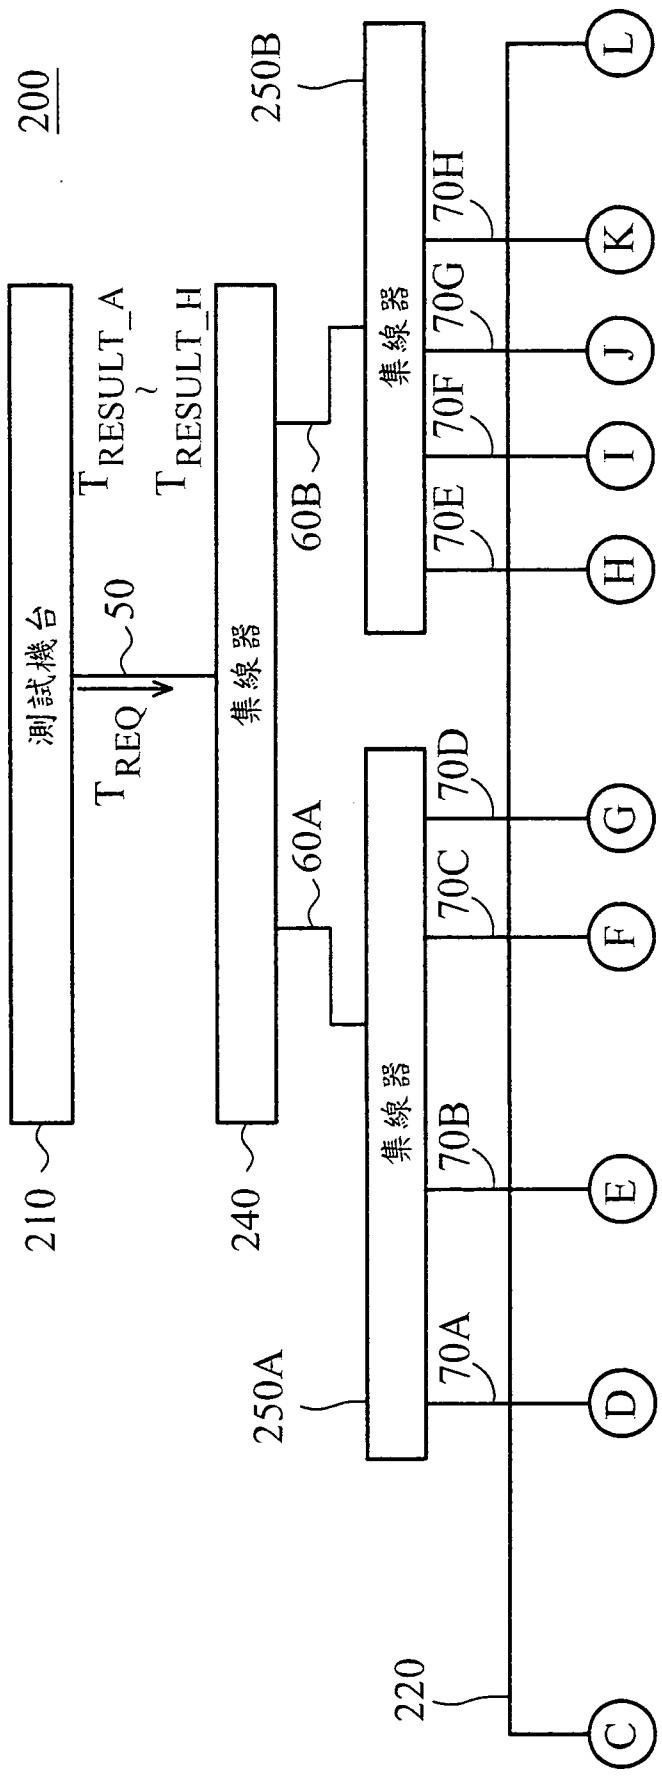 200
210
測試機台
T_REQ
50
T_RESULT_A
~
T_RESULT_H
240
集線器
60A
60B
250A
集線器
250B
集線器
70A
70B
70C
70D
70E
70F
70G
70H
220
C
D
E
F
G
H
I
J
K
L